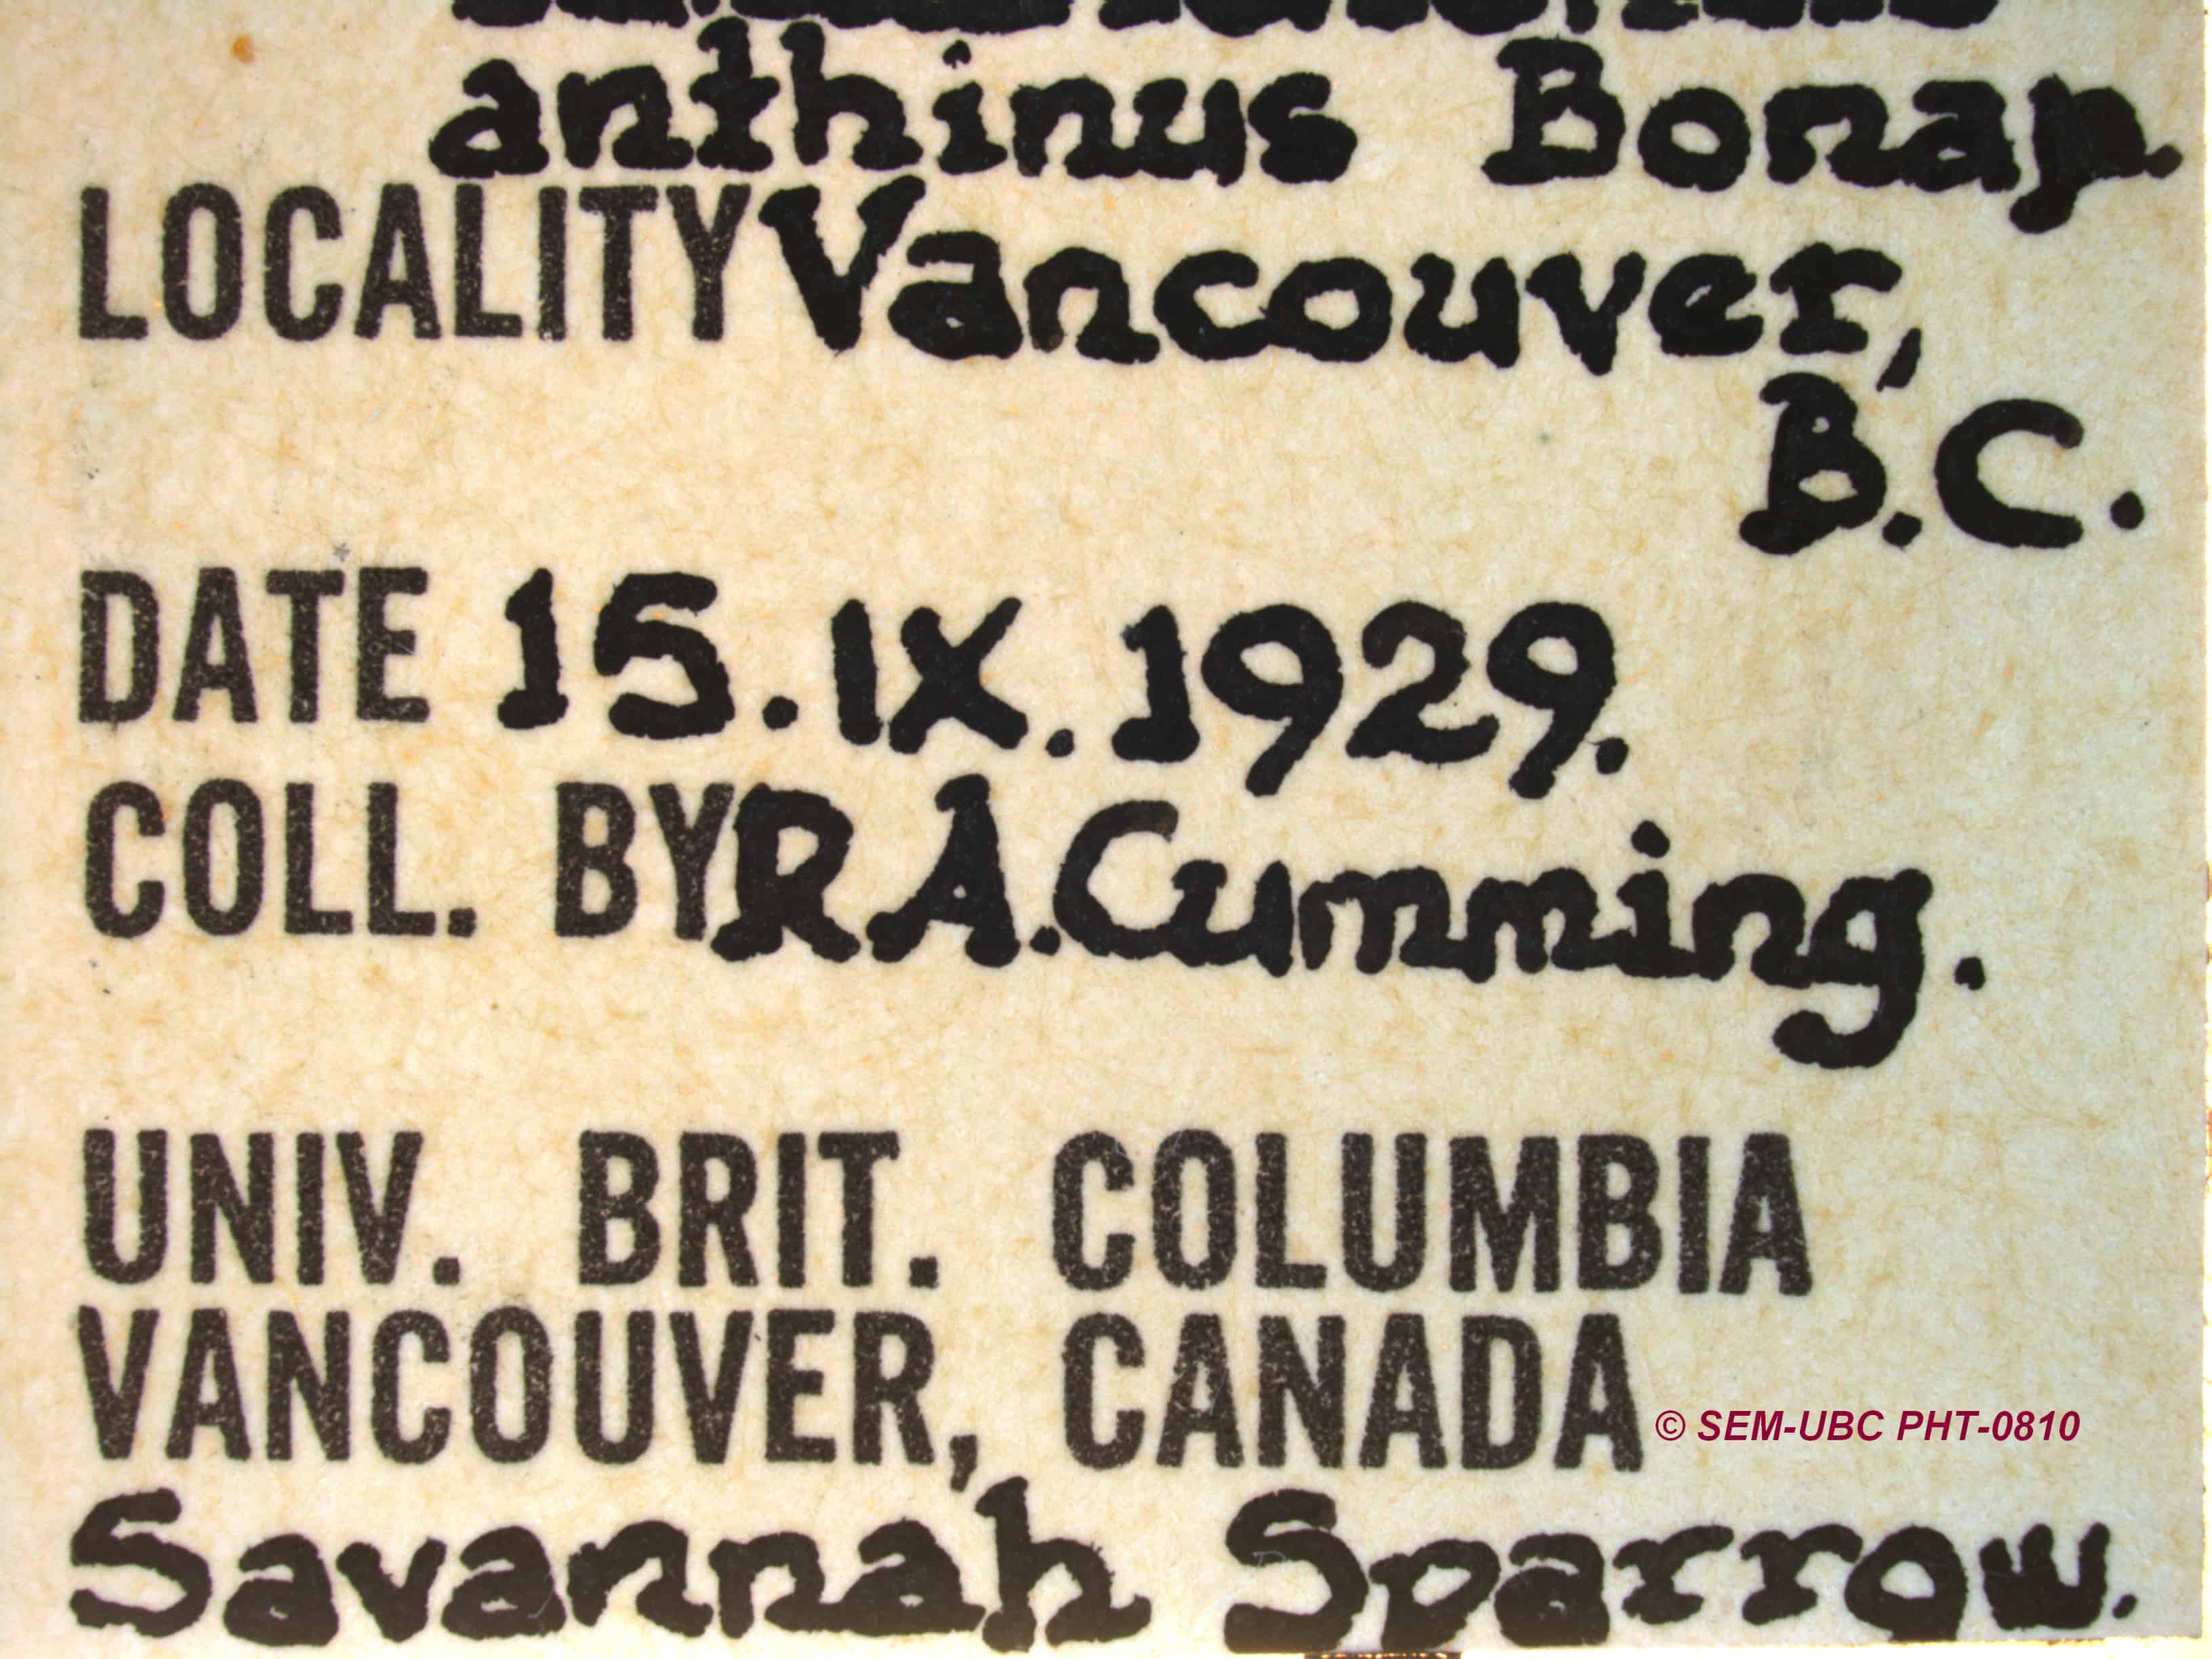 anthinus Bonap.
LOCALITY Vancouver,
B.C.
DATE 15.IX.1929.
COLL. BY R A. Cumming.
UNIV. BRIT. COLUMBIA
VANCOUVER, CANADA
© SEM-UBC PHT-0810
Savannah Sparrow.